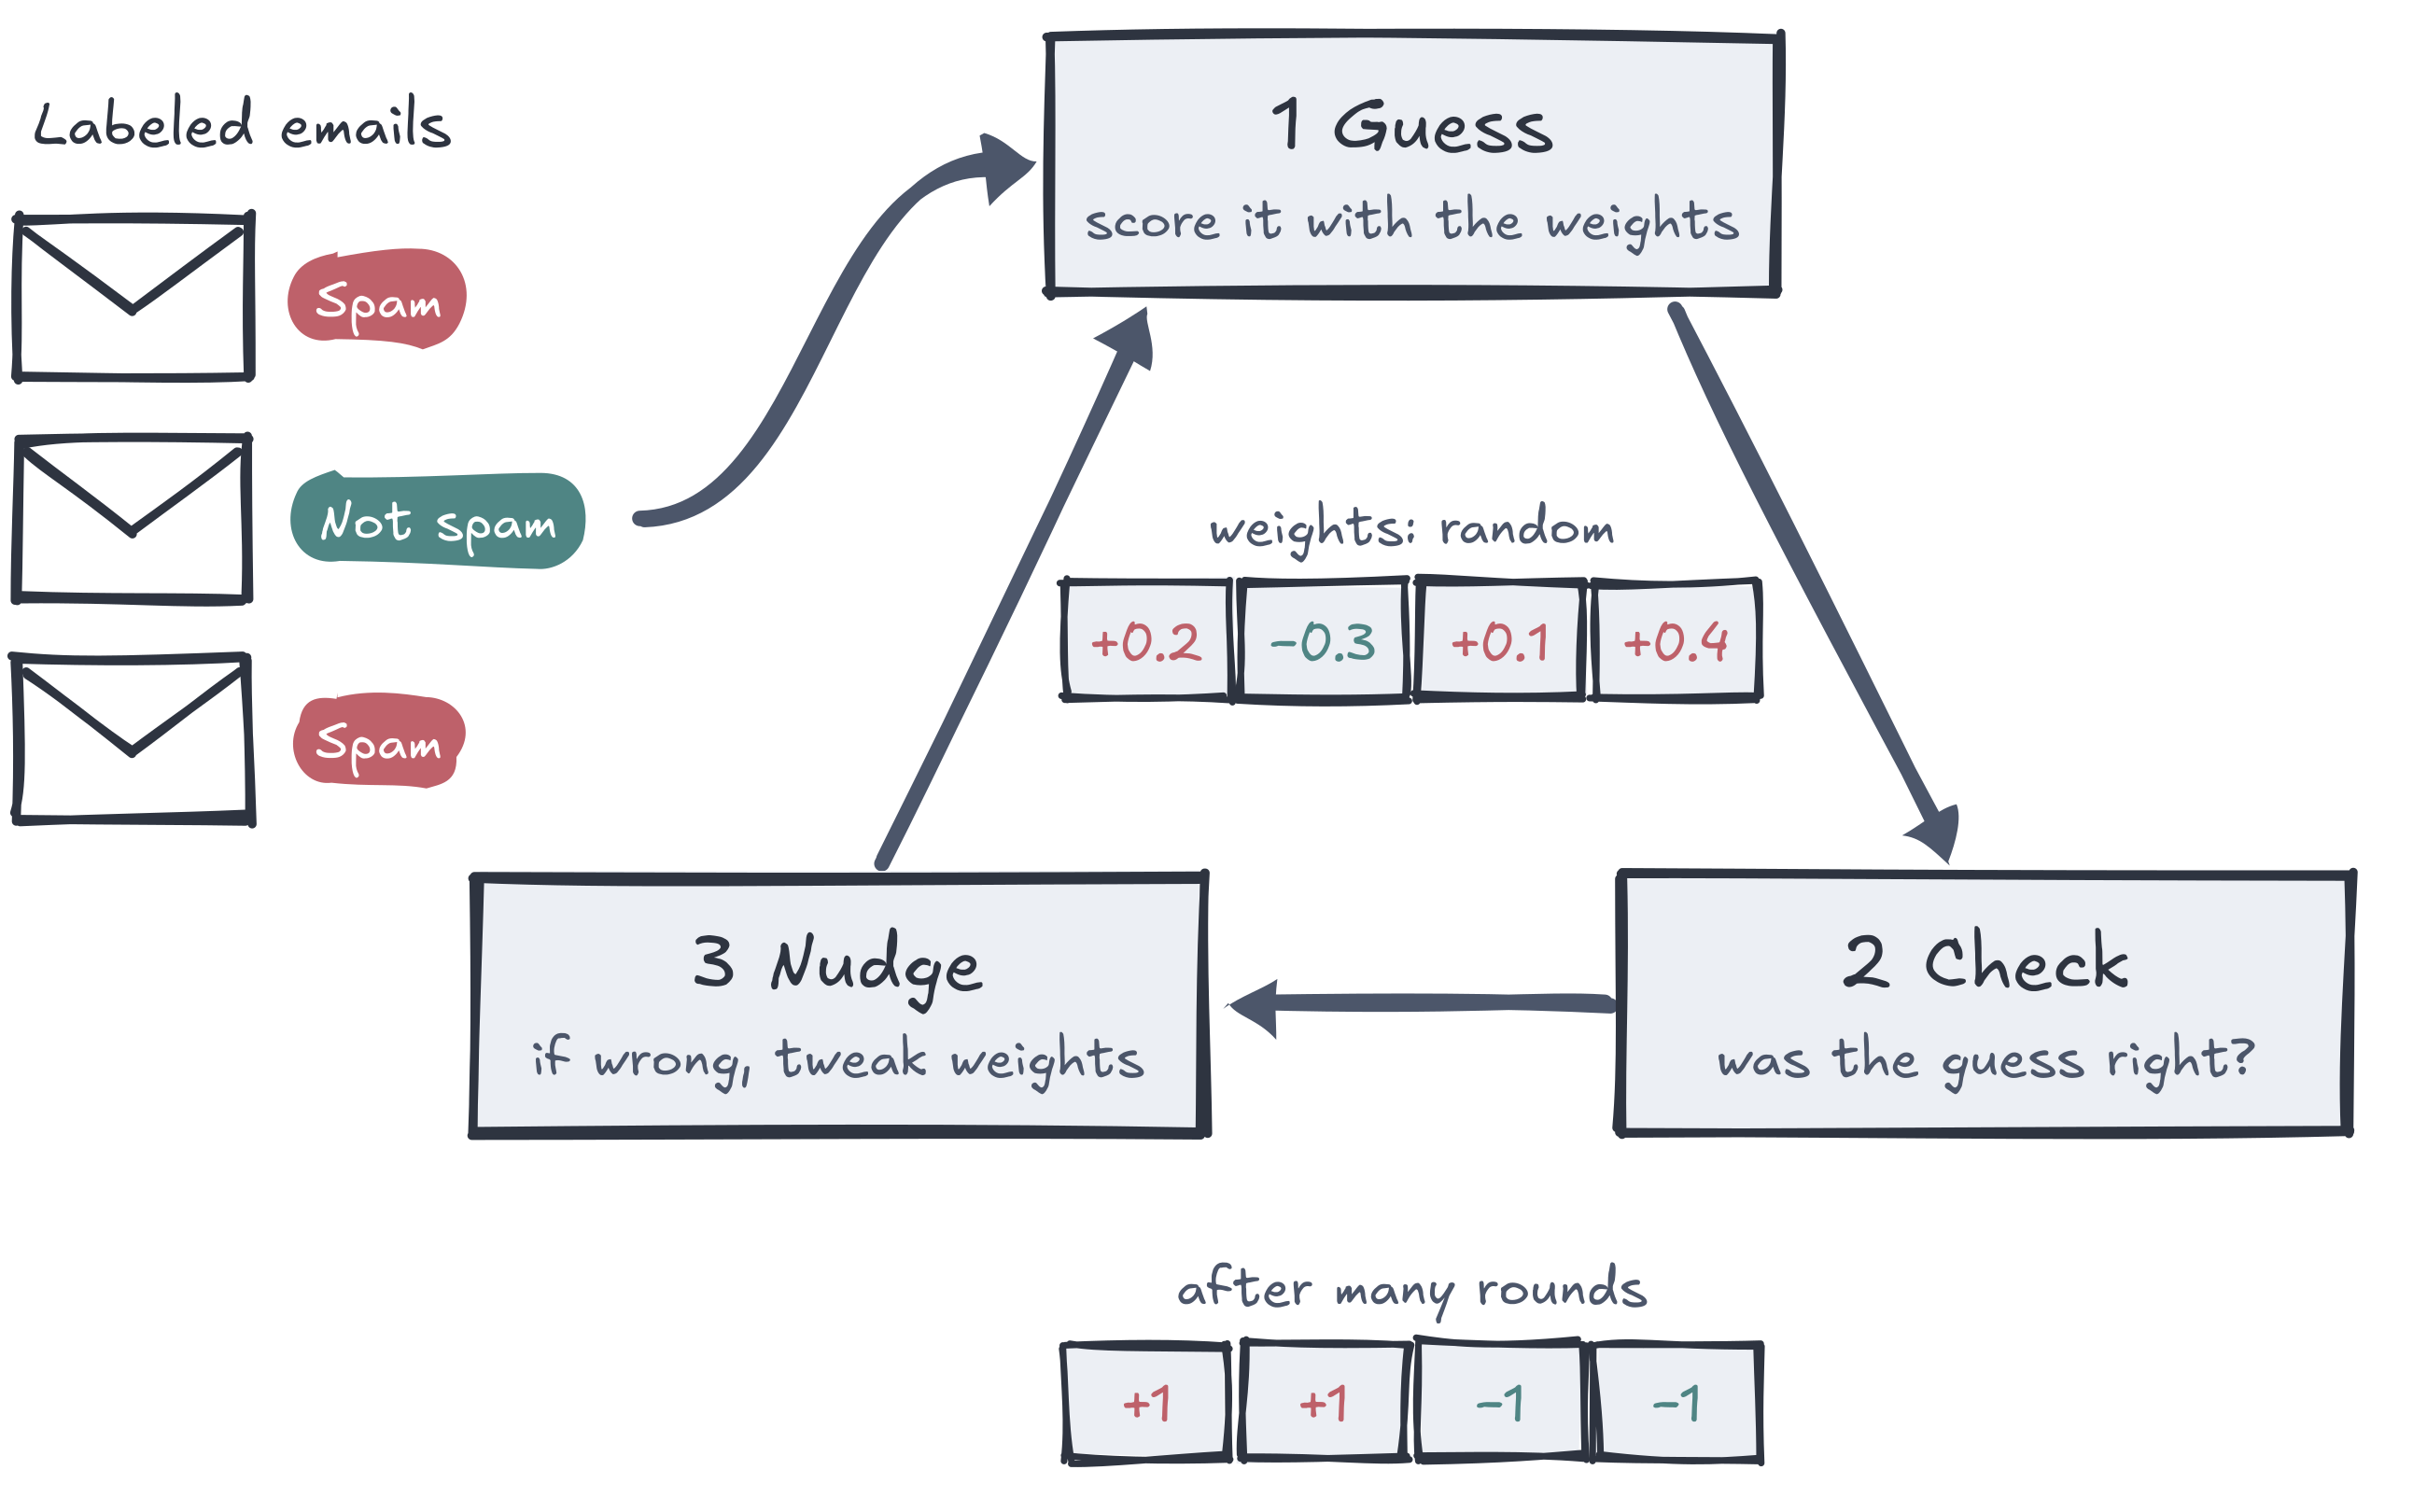 Labeled emails
Spam
Not spam
Spam
1 Guess
score it with the weights
weights: random
+0.2 -0.3 +0.1 +0.4
3 Nudge
if wrong, tweak weights
2 Check
was the guess right?
after many rounds
+1 +1 -1 -1